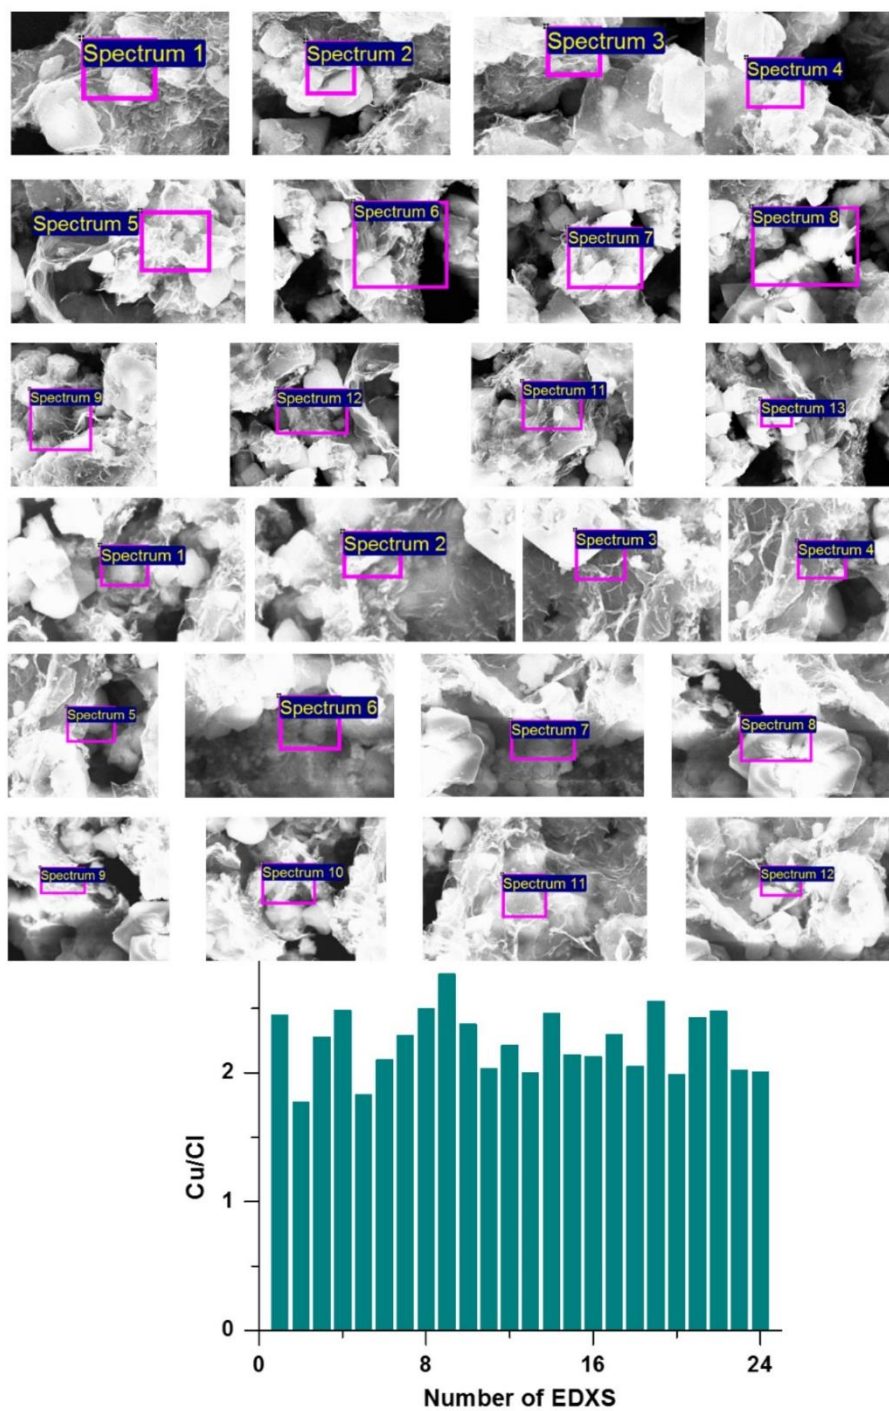 Spectrum 1
Spectrum 2
Spectrum 3
Spectrum 4
Spectrum 5
Spectrum 6
Spectrum 7
Spectrum 8
Spectrum 9
Spectrum 12
Spectrum 11
Spectrum 13
Spectrum 1
Spectrum 2
Spectrum 3
Spectrum 4
Spectrum 5
Spectrum 6
Spectrum 7
Spectrum 8
Spectrum 9
Spectrum 10
Spectrum 11
Spectrum 12
Cu/Cl
2
1
0
0 8 16 24
Number of EDXS